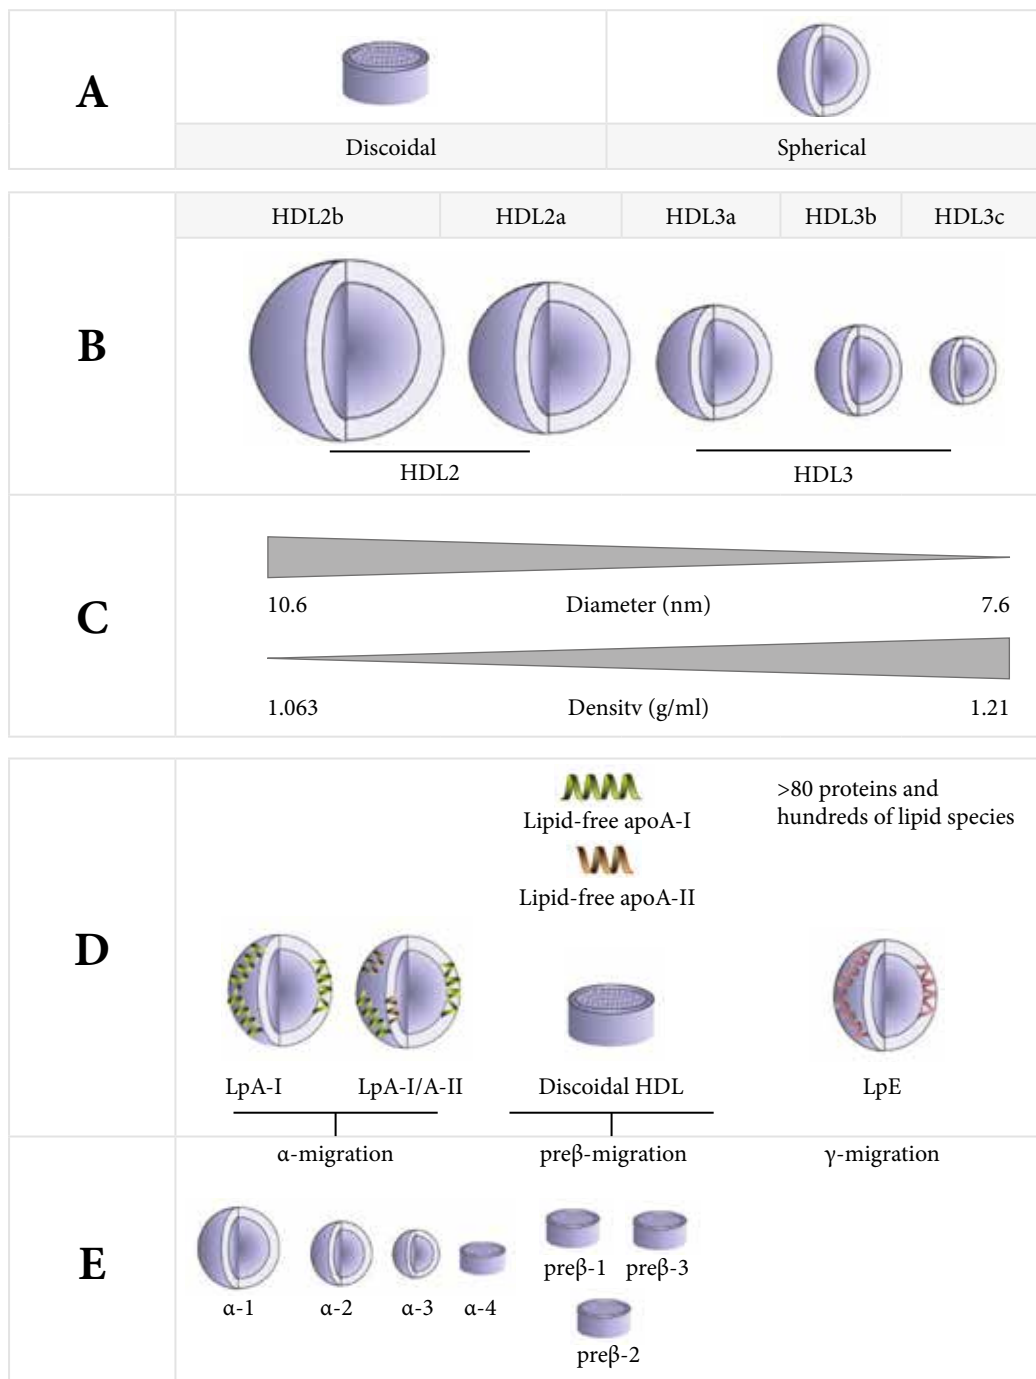 A
Discoidal
Spherical
HDL2b
HDL2a
HDL3a
HDL3b
HDL3c
B
HDL2
HDL3
C
10.6
Diameter (nm)
7.6
1.063
Densitv (g/ml)
1.21
D
Lipid-free apoA-I
>80 proteins and
hundreds of lipid species
Lipid-free apoA-II
LpA-I
LpA-I/A-II
Discoidal HDL
LpE
α-migration
preβ-migration
γ-migration
E
α-1
α-2
α-3
α-4
preβ-1
preβ-3
preβ-2